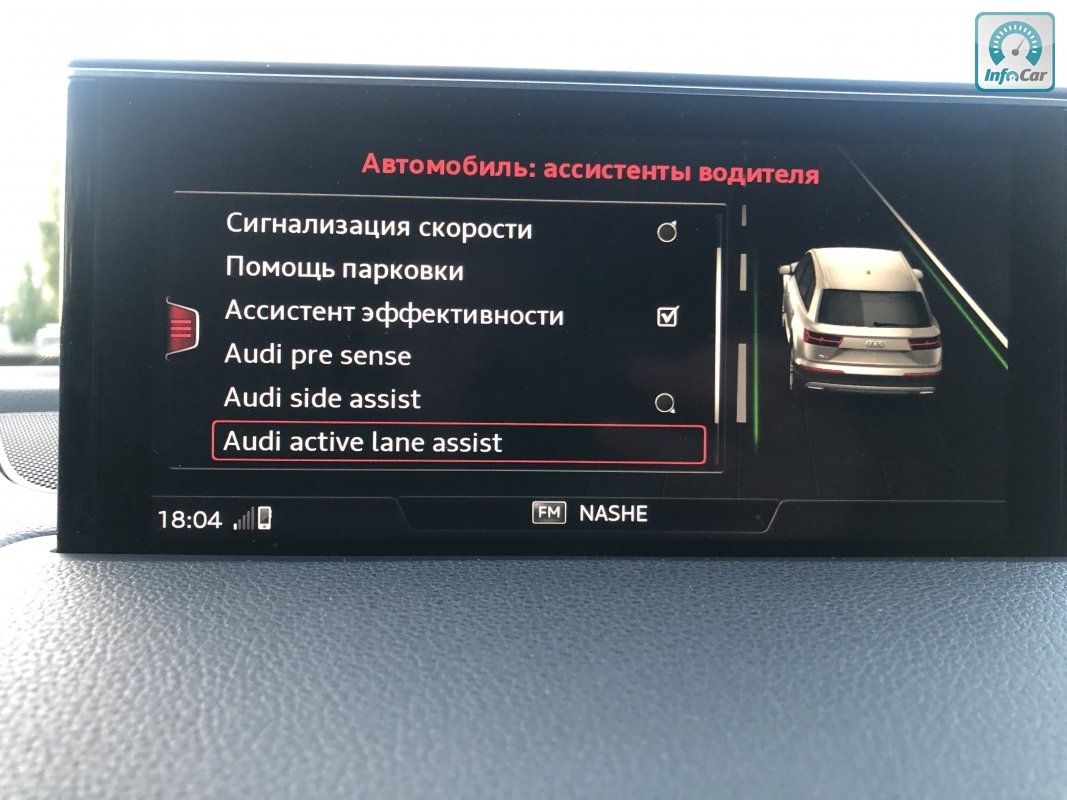 InfoCar
Автомобиль: ассистенты водителя
Сигнализация скорости
Помощь парковки
Ассистент эффективности
Audi pre sense
Audi side assist
Audi active lane assist
18:04
FM NASHE